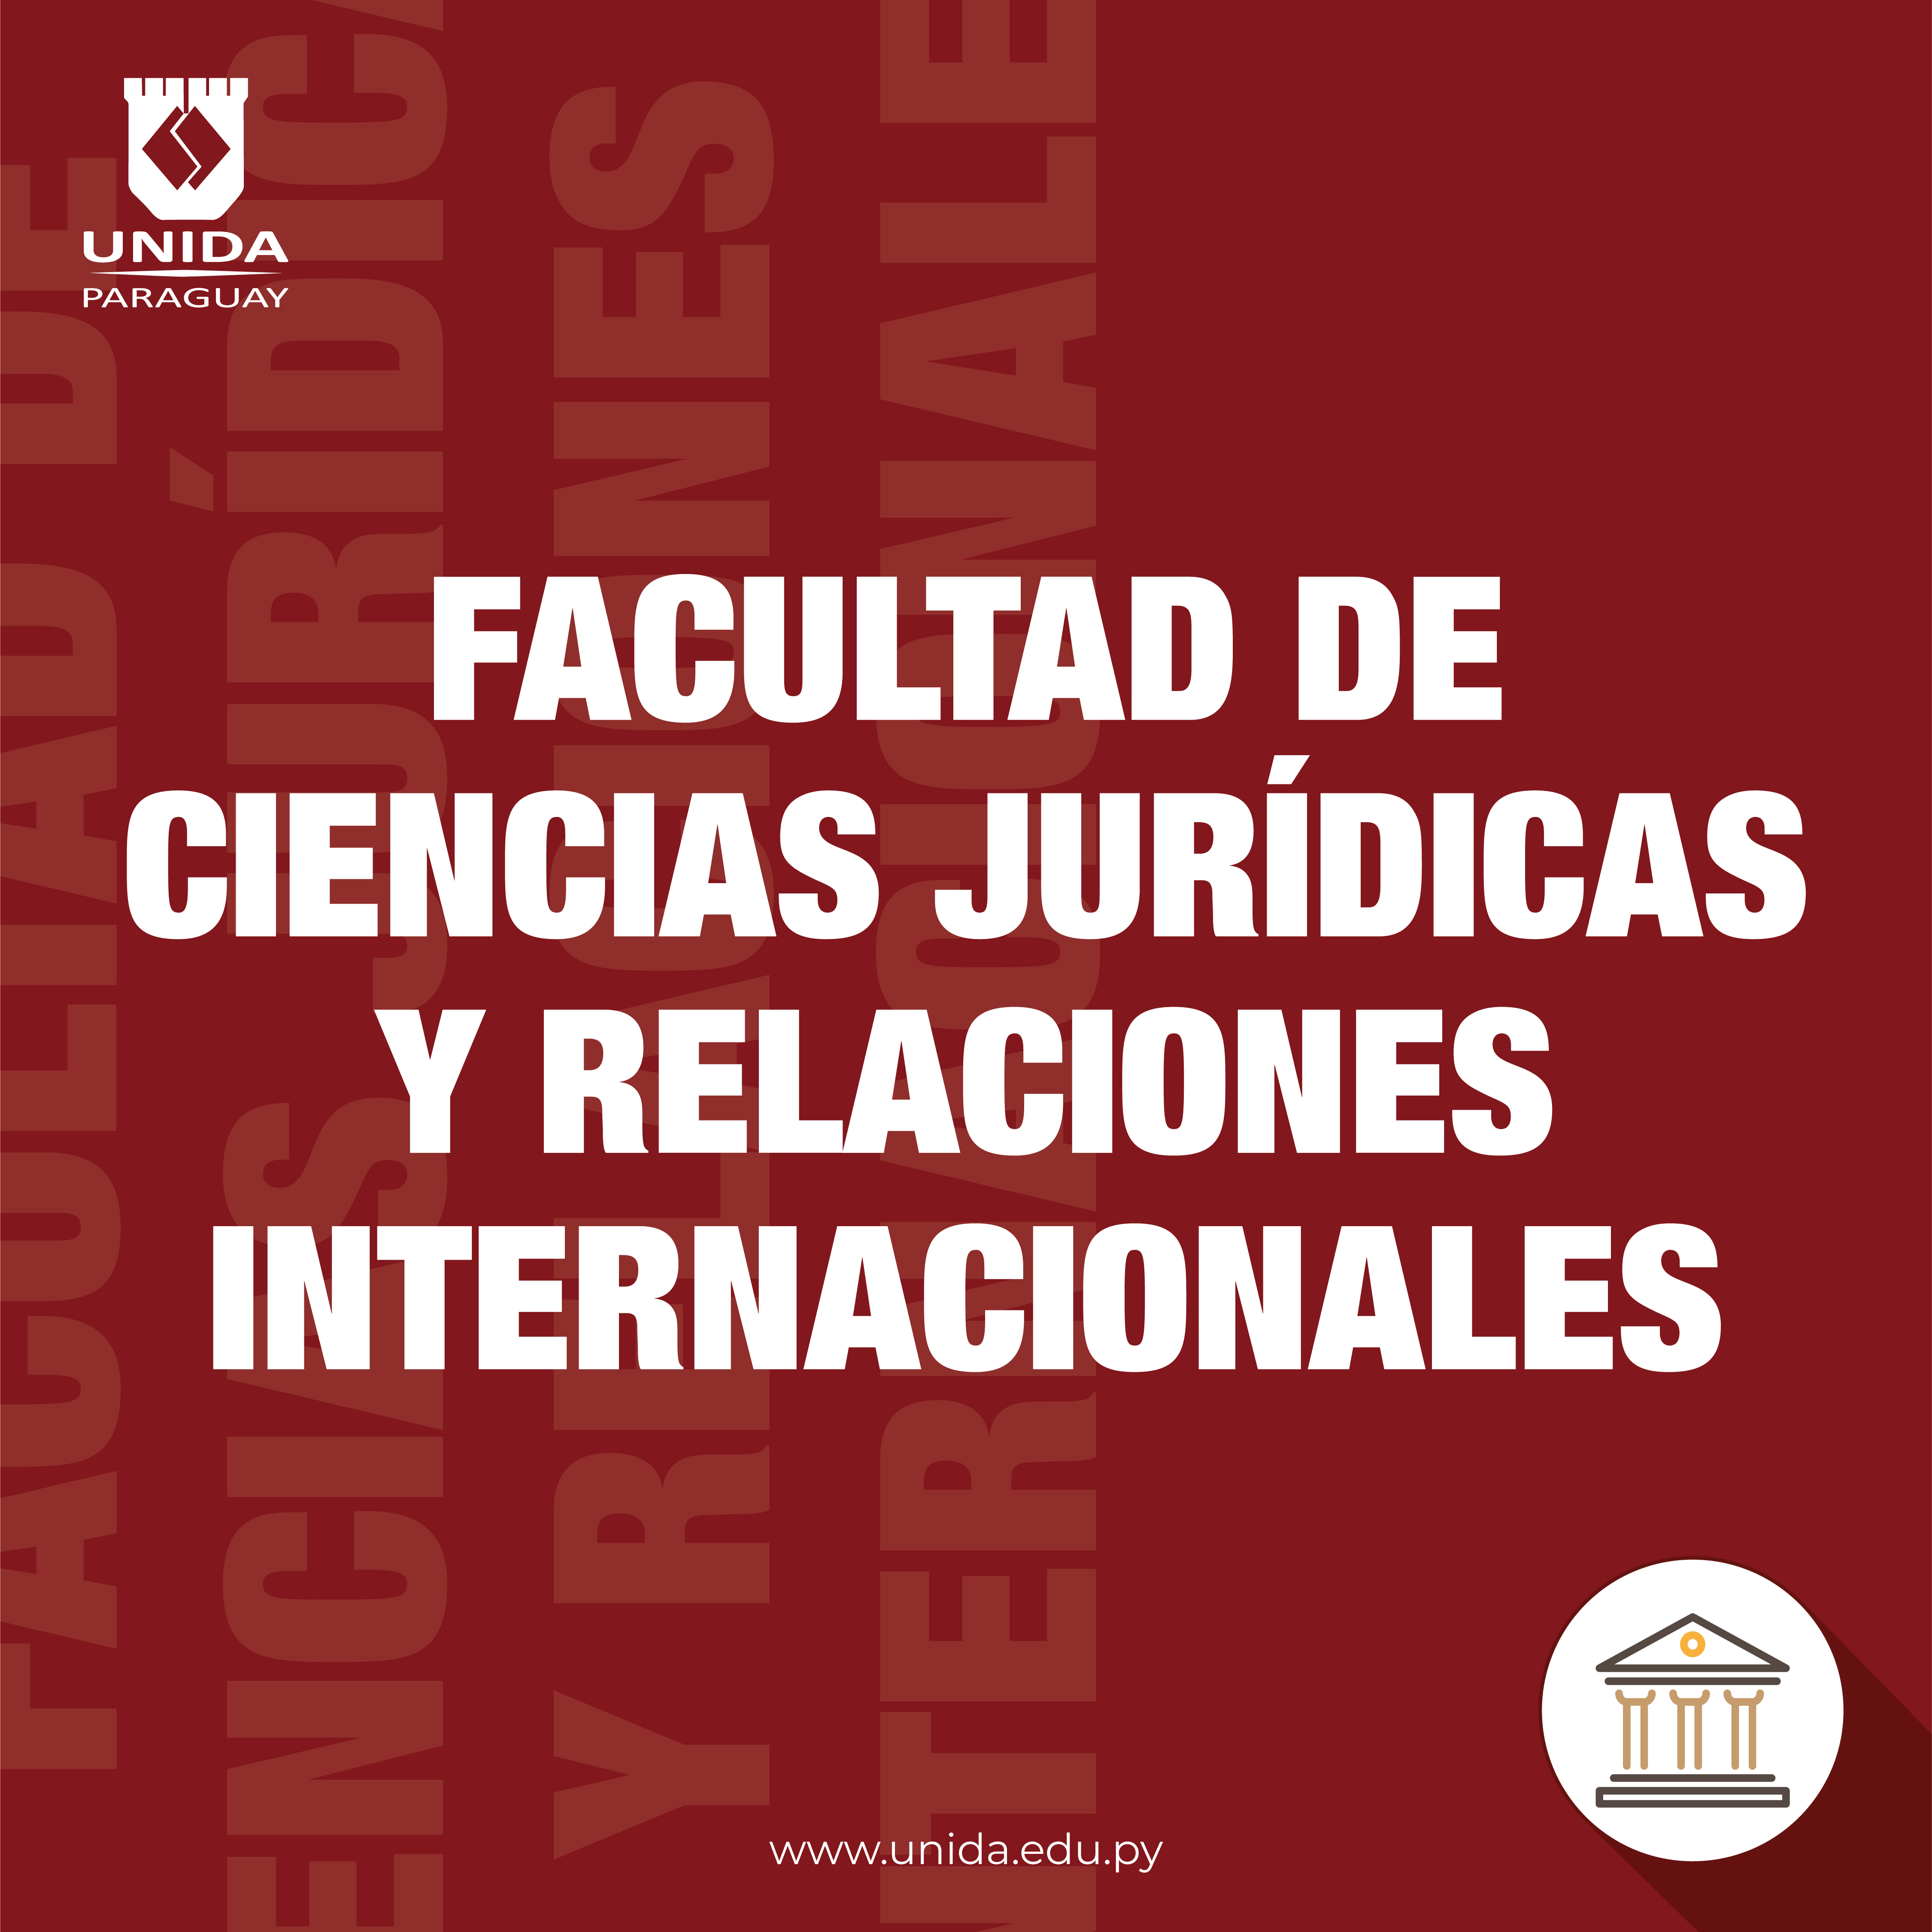 UNIDA
PARAGUAY
FACULTAD DE
CIENCIAS JURÍDICAS
Y RELACIONES
INTERNACIONALES
www.unida.edu.py